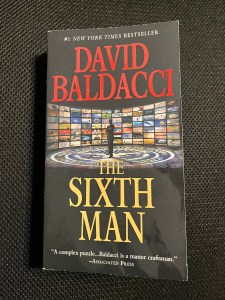 #1 NEW YORK TIMES BESTSELLER
DAVID
BALDACCI
THE
SIXTH
MAN
"A complex puzzle...Baldacci is a master craftsman."
—ASSOCIATED PRESS